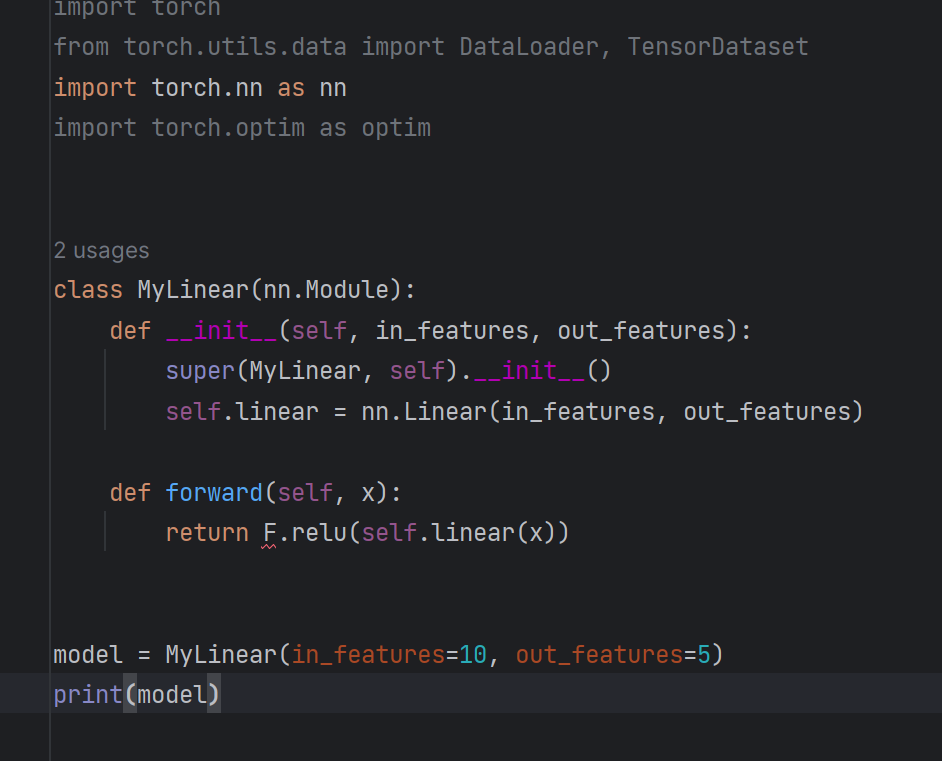 import torch
from torch.utils.data import DataLoader, TensorDataset
import torch.nn as nn
import torch.optim as optim
2 usages
class MyLinear(nn.Module):
    def __init__(self, in_features, out_features):
        super(MyLinear, self).__init__()
        self.linear = nn.Linear(in_features, out_features)
    def forward(self, x):
        return F.relu(self.linear(x))
model = MyLinear(in_features=10, out_features=5)
print(model)